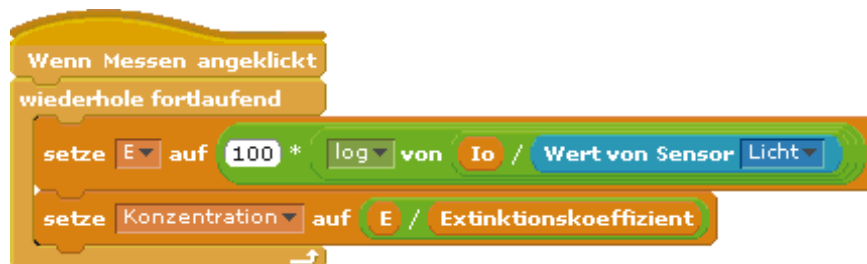 Wenn Messen angeklickt
wiederhole fortlaufend
setze E auf 100 * log von Io / Wert von Sensor Licht
setze Konzentration auf E / Extinktionskoeffizient